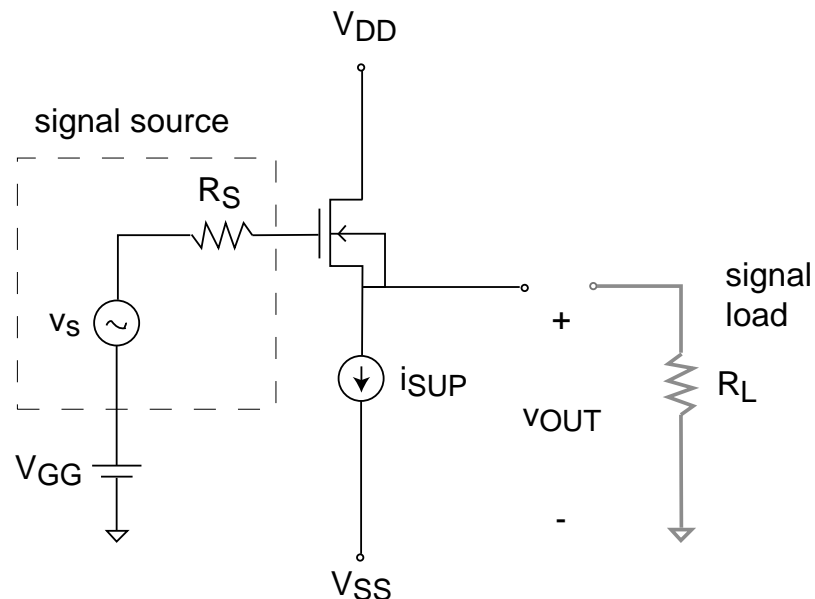 VDD
signal source
RS
signal
load
vs
+
iSUP
RL
vOUT
VGG
-
VSS